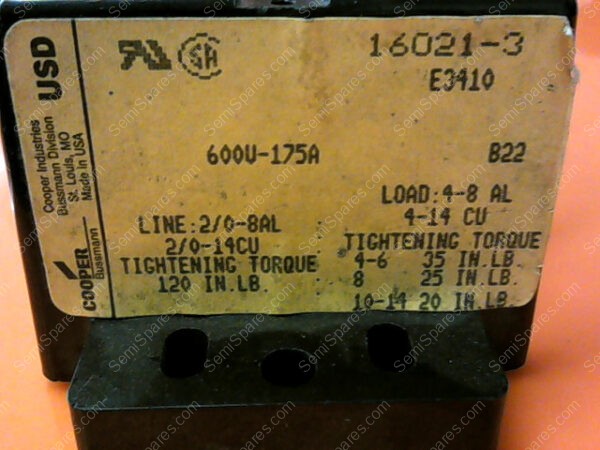 Cooper Industries
Bussmann Division
St. Louis, MO
Made in USA
USD
COOPER
Bussmann
16021-3
E3410
600V-175A
B22
LINE:2/0-8AL
2/0-14CU
TIGHTENING TORQUE
120 IN.LB.
LOAD:4-8 AL
4-14 CU
TIGHTENING TORQUE
4-6 35 IN.LB.
8 25 IN.LB.
10-14 20 IN.LB.
SemiSpares.com